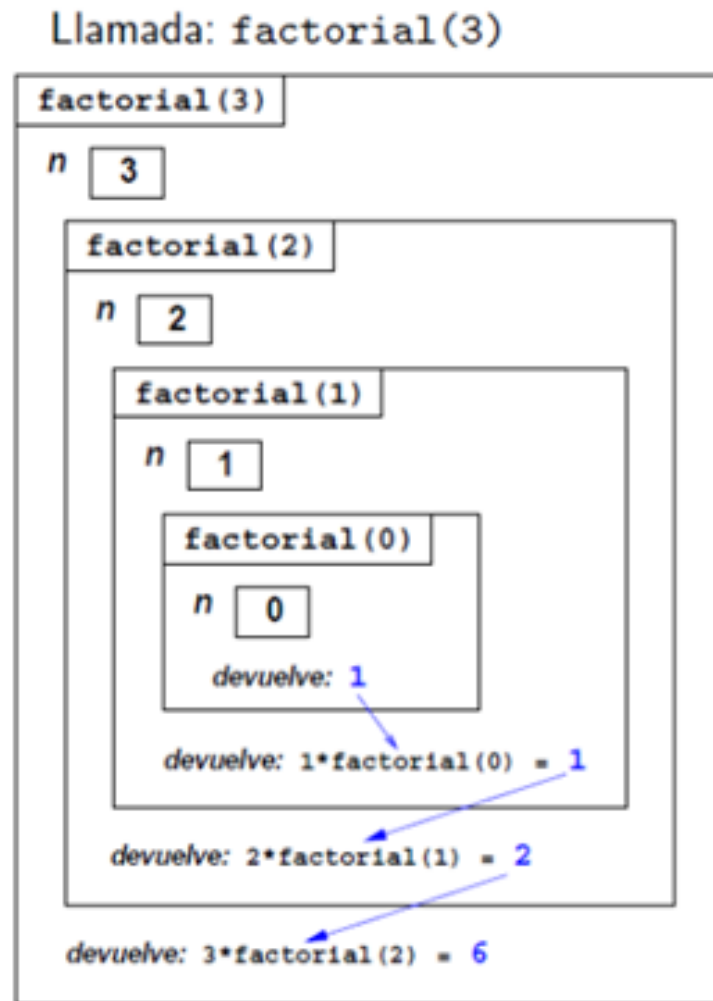 Llamada: factorial(3)
factorial(3)
n 3
factorial(2)
n 2
factorial(1)
n 1
factorial(0)
n 0
devuelve: 1
devuelve: 1*factorial(0) = 1
devuelve: 2*factorial(1) = 2
devuelve: 3*factorial(2) = 6